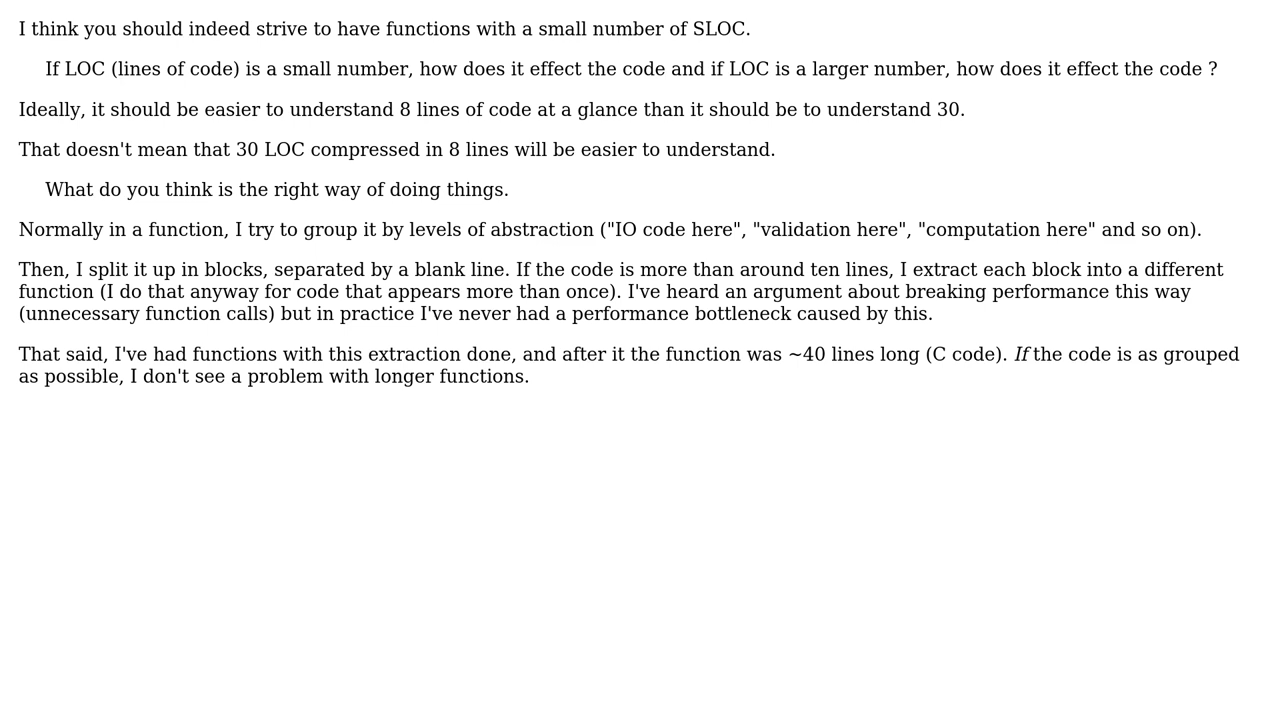 I think you should indeed strive to have functions with a small number of SLOC.
If LOC (lines of code) is a small number, how does it effect the code and if LOC is a larger number, how does it effect the code ?
Ideally, it should be easier to understand 8 lines of code at a glance than it should be to understand 30.
That doesn't mean that 30 LOC compressed in 8 lines will be easier to understand.
What do you think is the right way of doing things.
Normally in a function, I try to group it by levels of abstraction ("IO code here", "validation here", "computation here" and so on).
Then, I split it up in blocks, separated by a blank line. If the code is more than around ten lines, I extract each block into a different
function (I do that anyway for code that appears more than once). I've heard an argument about breaking performance this way
(unnecessary function calls) but in practice I've never had a performance bottleneck caused by this.
That said, I've had functions with this extraction done, and after it the function was ~40 lines long (C code). If the code is as grouped
as possible, I don't see a problem with longer functions.